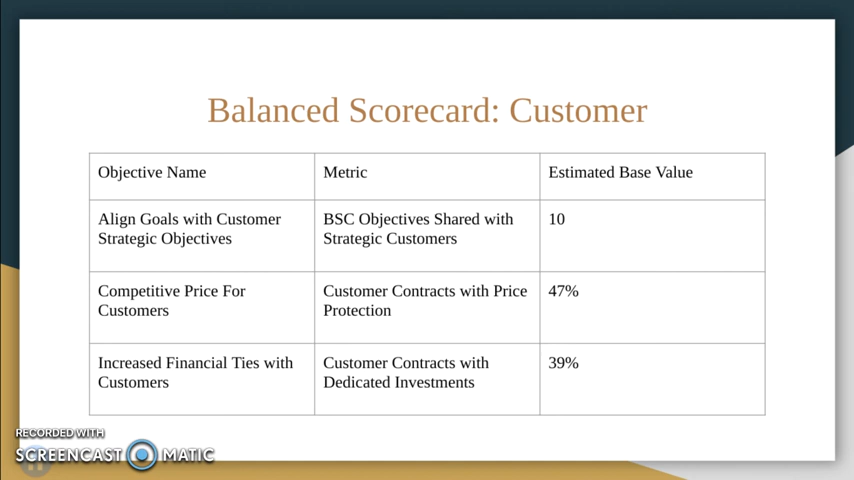 Balanced Scorecard: Customer
Objective Name
Metric
Estimated Base Value
Align Goals with Customer
Strategic Objectives
BSC Objectives Shared with
Strategic Customers
10
Competitive Price For
Customers
Customer Contracts with Price
Protection
47%
Increased Financial Ties with
Customers
Customer Contracts with
Dedicated Investments
39%
RECORDED WITH
SCREENCAST MATIC